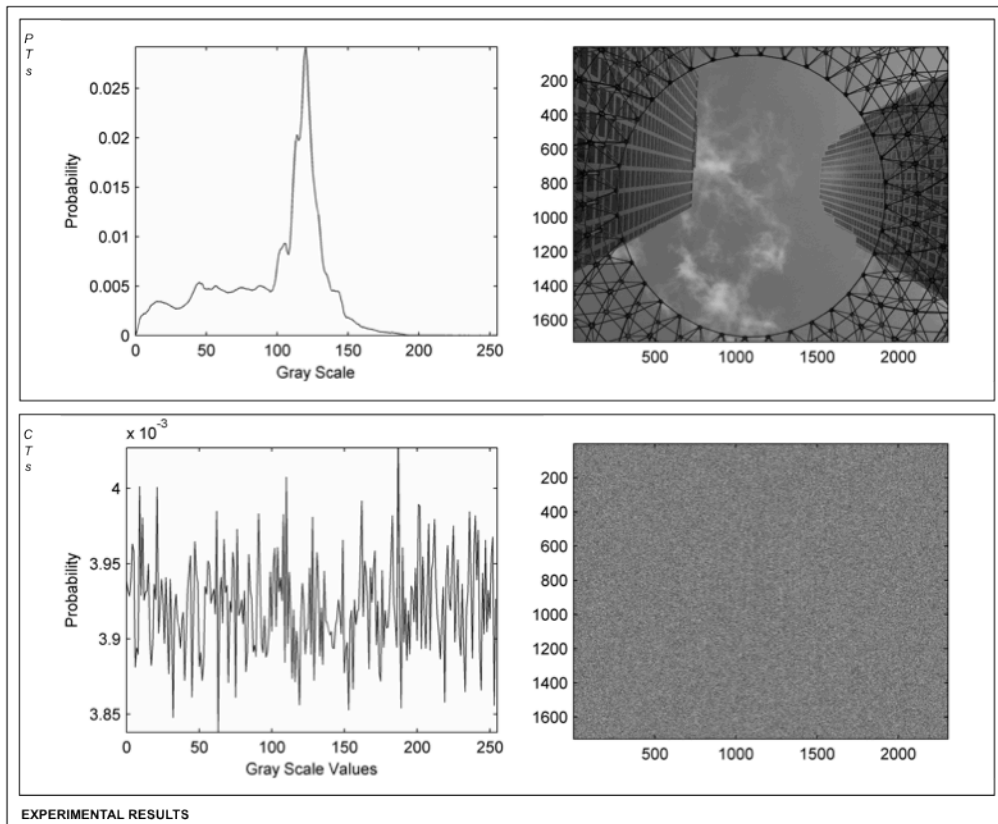 P
T
s
0.025
0.02
0.015
0.01
0.005
0
Probability
0 50 100 150 200 250
Gray Scale
200
400
600
800
1000
1200
1400
1600
500 1000 1500 2000
C
T
s
x 10-3
4
3.95
3.9
3.85
Probability
0 50 100 150 200 250
Gray Scale Values
200
400
600
800
1000
1200
1400
1600
500 1000 1500 2000
EXPERIMENTAL RESULTS